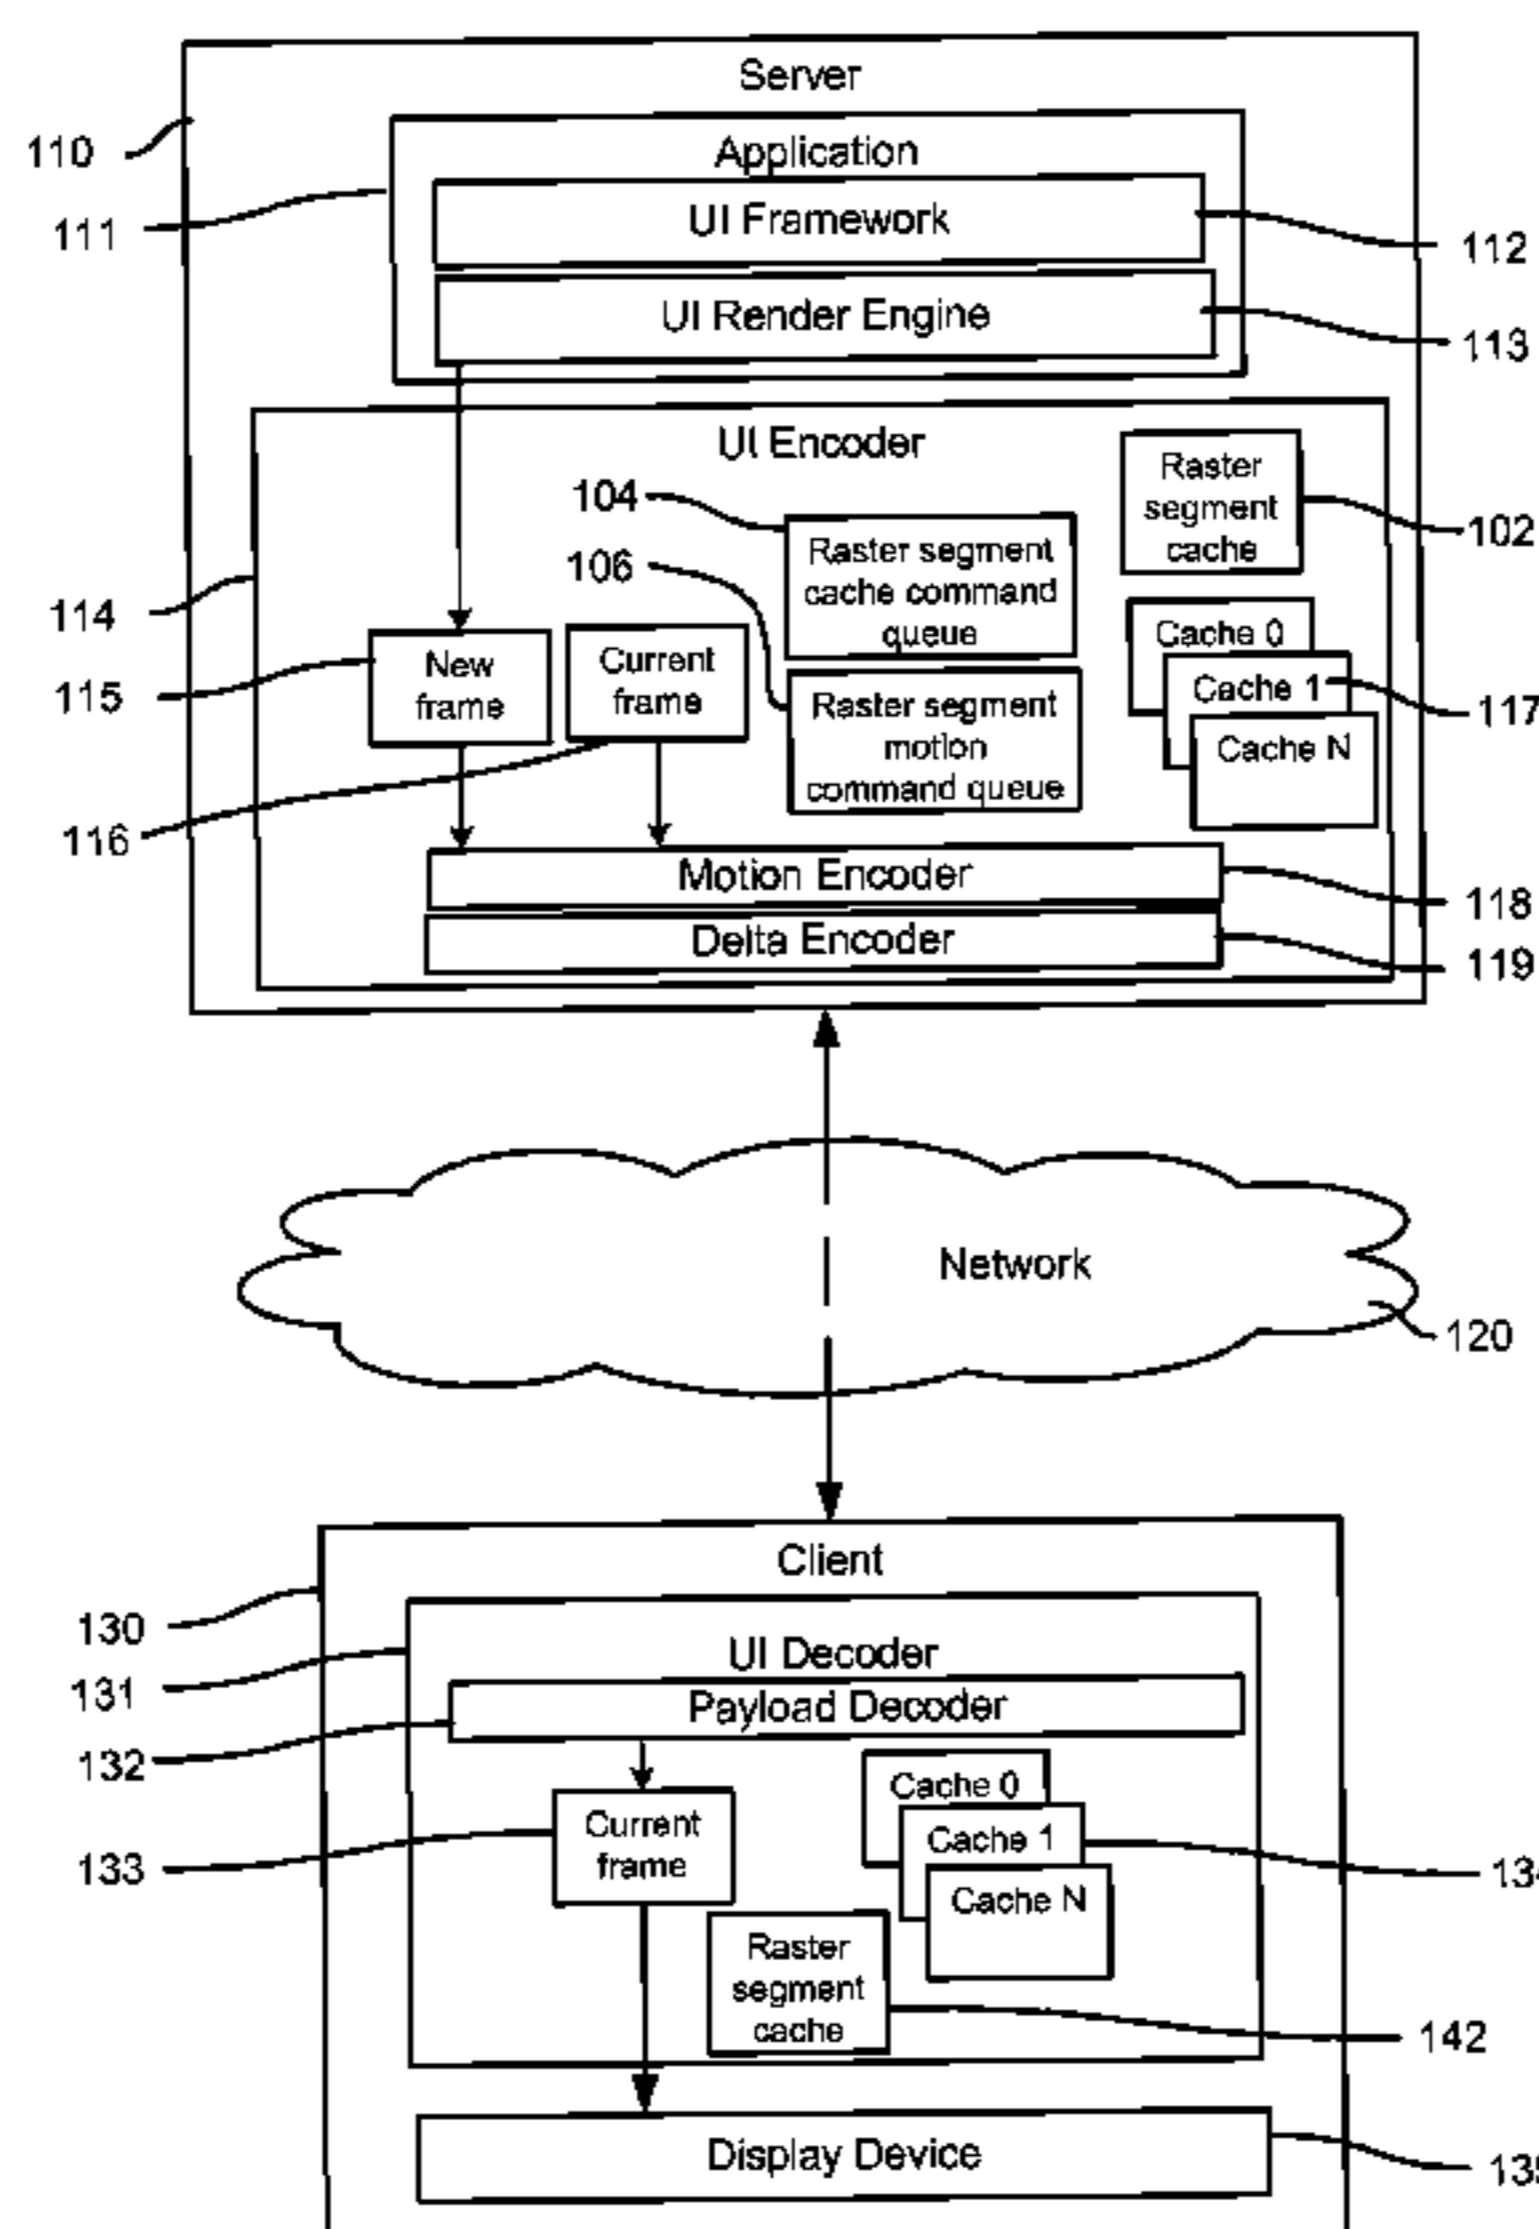 Server
110
Application
111
UI Framework
112
UI Render Engine
113
UI Encoder
Raster
segment
cache
102
104
Raster segment
cache command
queue
106
114
Cache 0
Cache 1
Cache N
117
New
frame
115
Current
frame
116
Raster segment
motion
command queue
Motion Encoder
118
Delta Encoder
119
Network
120
Client
130
UI Decoder
131
Payload Decoder
132
Cache 0
Cache 1
Cache N
Current
frame
133
Raster
segment
cache
142
Display Device